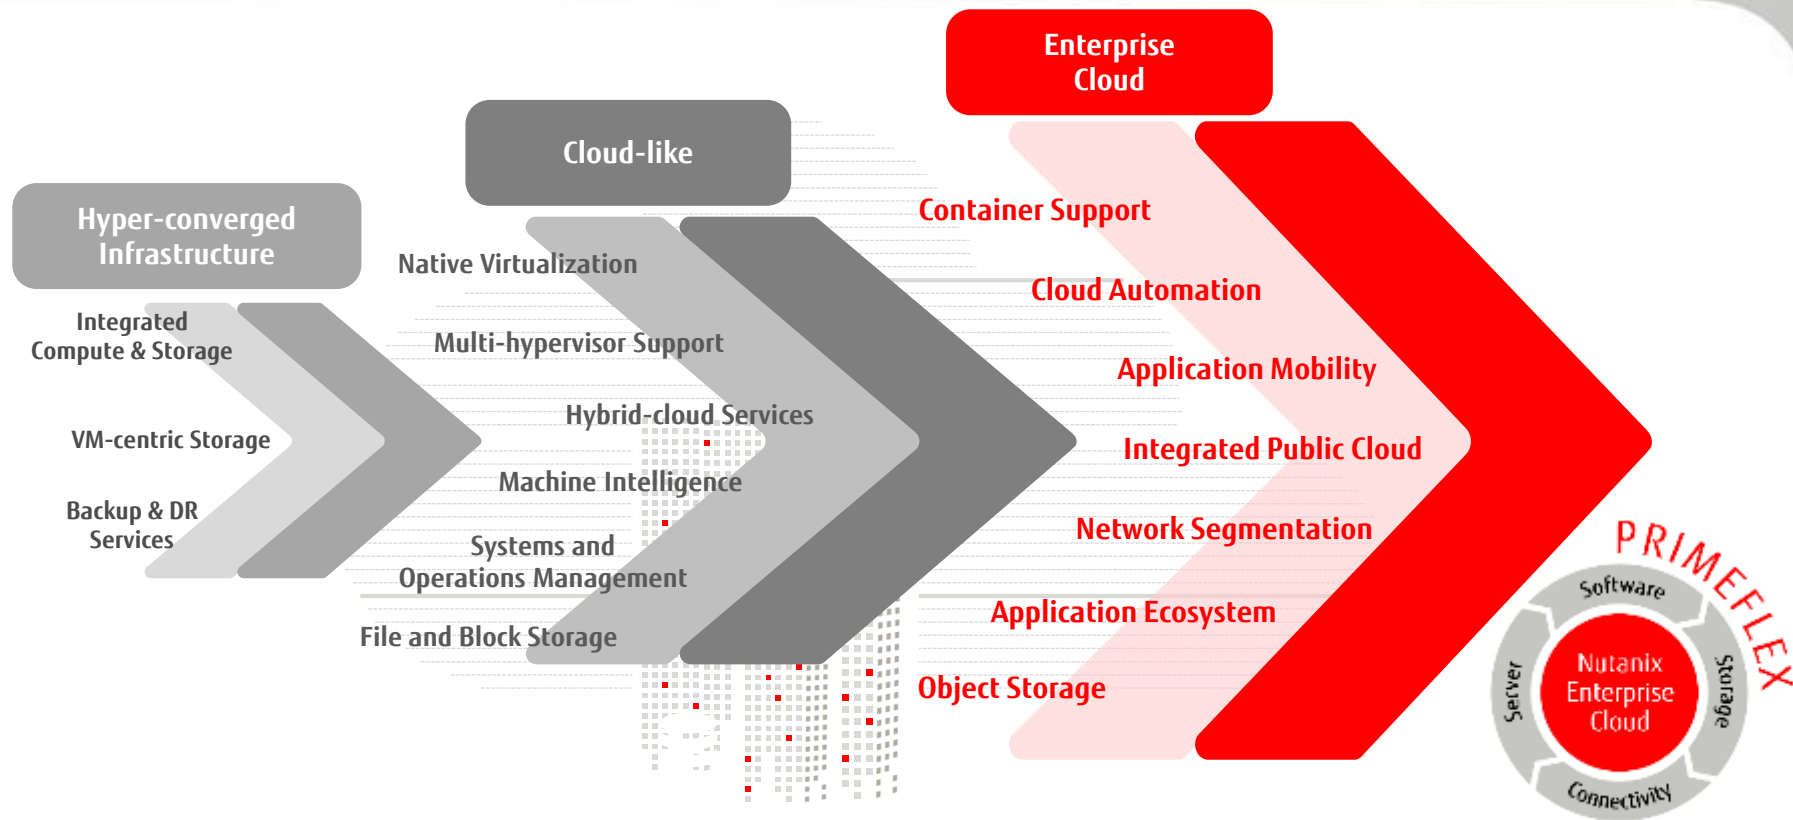 Hyper-converged
Infrastructure
Integrated
Compute & Storage
VM-centric Storage
Backup & DR
Services
Cloud-like
Native Virtualization
Multi-hypervisor Support
Hybrid-cloud Services
Machine Intelligence
Systems and
Operations Management
File and Block Storage
Enterprise
Cloud
Container Support
Cloud Automation
Application Mobility
Integrated Public Cloud
Network Segmentation
Application Ecosystem
Object Storage
PRIMEFLEX
Software
Storage
Connectivity
Server
Nutanix
Enterprise
Cloud